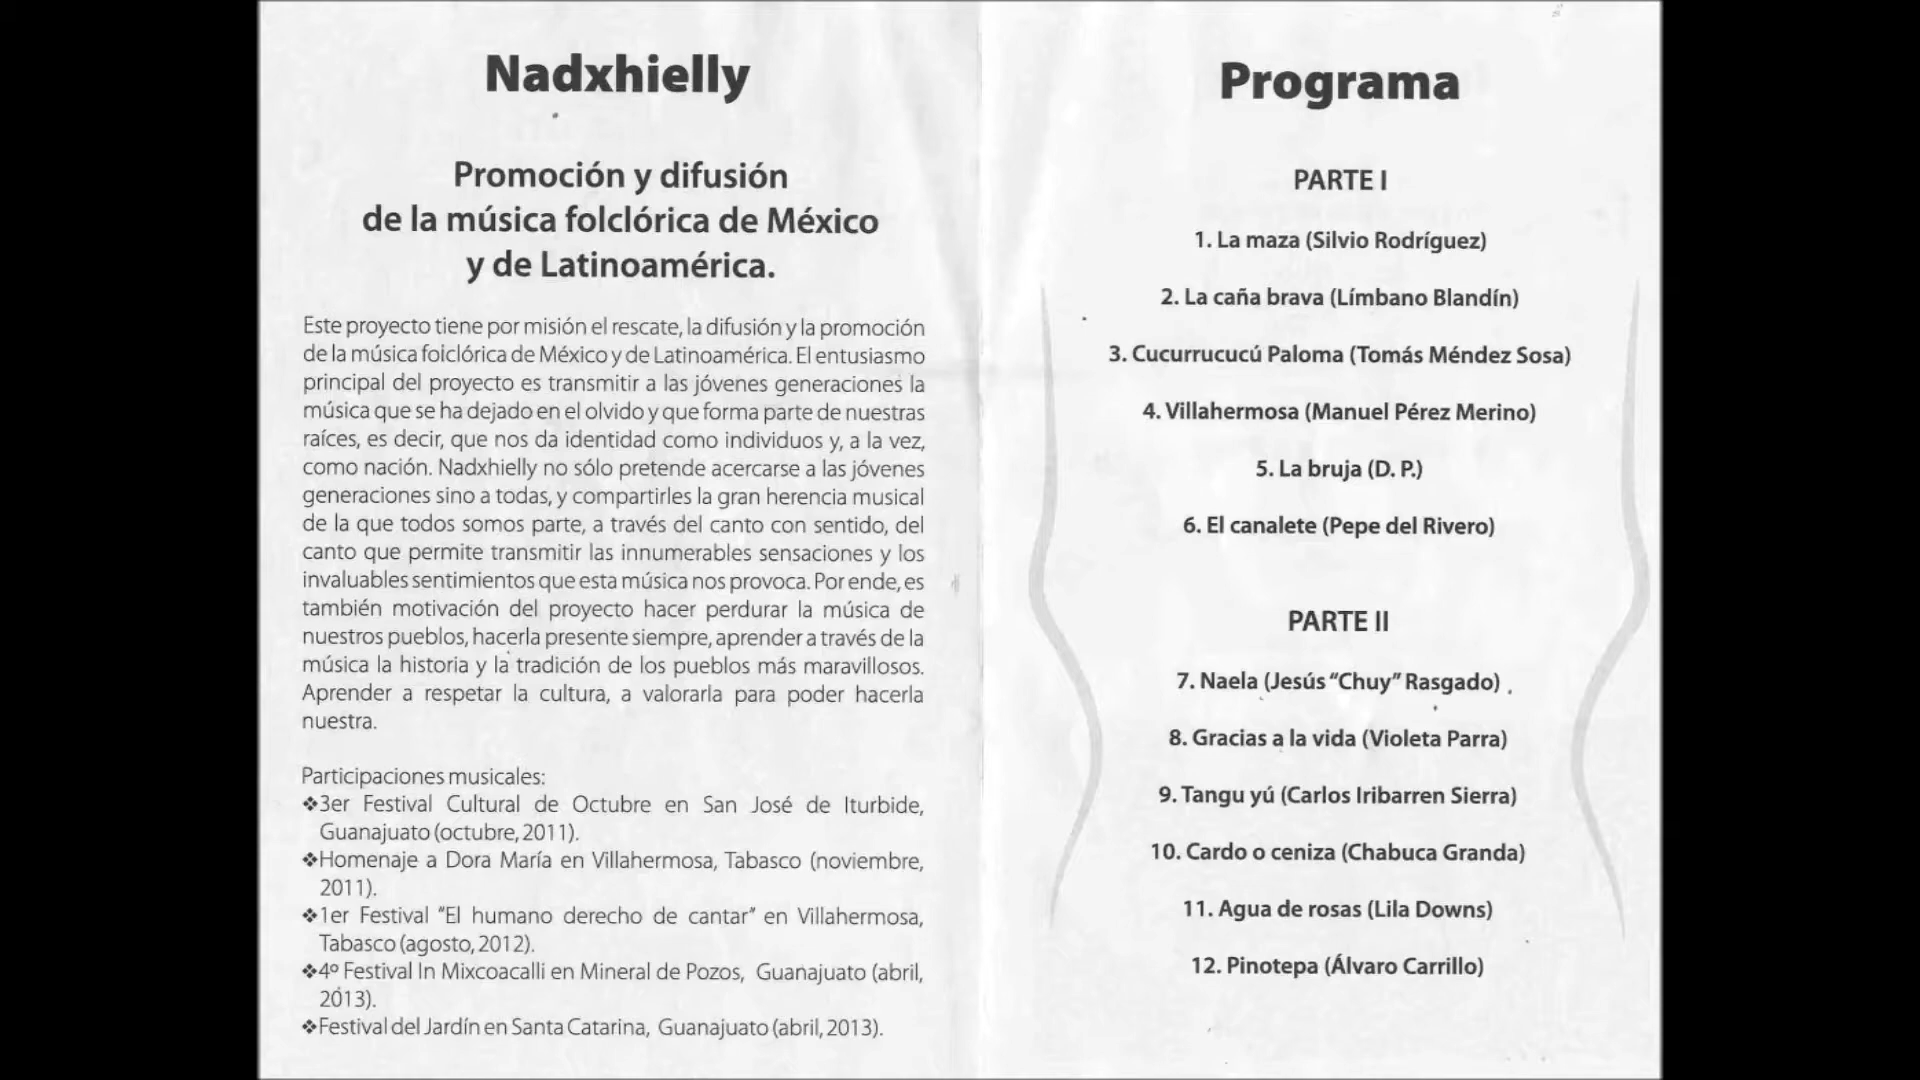 Nadxhielly
Promoción y difusión
de la música folclórica de México
y de Latinoamérica.
Este proyecto tiene por misión el rescate, la difusión y la promoción
de la música folclórica de México y de Latinoamérica. El entusiasmo
principal del proyecto es transmitir a las jóvenes generaciones la
música que se ha dejado en el olvido y que forma parte de nuestras
raíces, es decir, que nos da identidad como individuos y, a la vez,
como nación. Nadxhielly no sólo pretende acercarse a las jóvenes
generaciones sino a todas, y compartirles la gran herencia musical
de la que todos somos parte, a través del canto con sentido, del
canto que permite transmitir las innumerables sensaciones y los
invaluables sentimientos que esta música nos provoca. Por ende, es
también motivación del proyecto hacer perdurar la música de
nuestros pueblos, hacerla presente siempre, aprender a través de la
música la historia y la tradición de los pueblos más maravillosos.
Aprender a respetar la cultura, a valorarla para poder hacerla
nuestra.
Participaciones musicales:
❖3er Festival Cultural de Octubre en San José de Iturbide,
Guanajuato (octubre, 2011).
❖Homenaje a Dora María en Villahermosa, Tabasco (noviembre,
2011).
❖1er Festival "El humano derecho de cantar" en Villahermosa,
Tabasco (agosto, 2012).
❖4º Festival In Mixcoacalli en Mineral de Pozos, Guanajuato (abril,
2013).
❖Festival del Jardín en Santa Catarina, Guanajuato (abril, 2013).
Programa
PARTE I
1. La maza (Silvio Rodríguez)
2. La caña brava (Límbano Blandín)
3. Cucurrucucú Paloma (Tomás Méndez Sosa)
4. Villahermosa (Manuel Pérez Merino)
5. La bruja (D. P.)
6. El canalete (Pepe del Rivero)
PARTE II
7. Naela (Jesús "Chuy" Rasgado)
8. Gracias a la vida (Violeta Parra)
9. Tangu yú (Carlos Iribarren Sierra)
10. Cardo o ceniza (Chabuca Granda)
11. Agua de rosas (Lila Downs)
12. Pinotepa (Álvaro Carrillo)